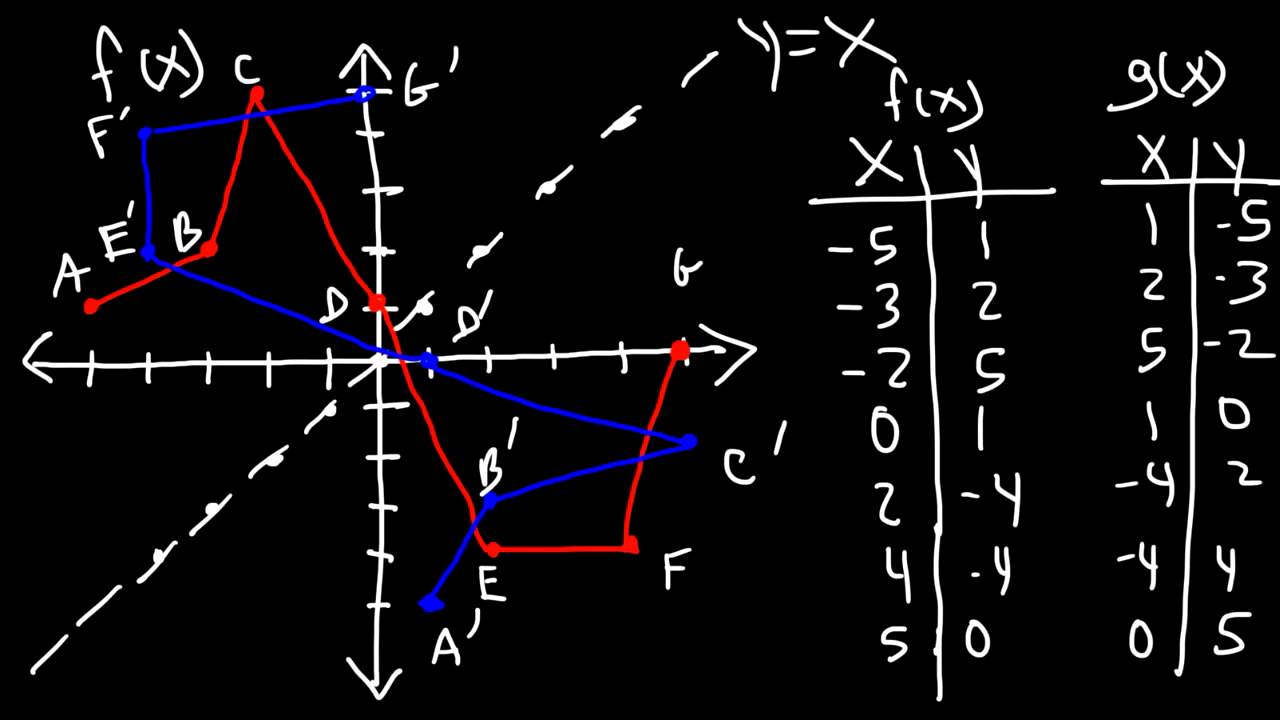 f(x)
C
G'
F'
E'
B
A
D
D'
G
B'
C'
E
F
A'
y=x
f(x)
x y
-5 1
-3 2
-2 5
0 1
2 -4
4 -4
5 0
g(x)
x y
1 -5
2 -3
5 -2
1 0
-4 2
-4 4
0 5